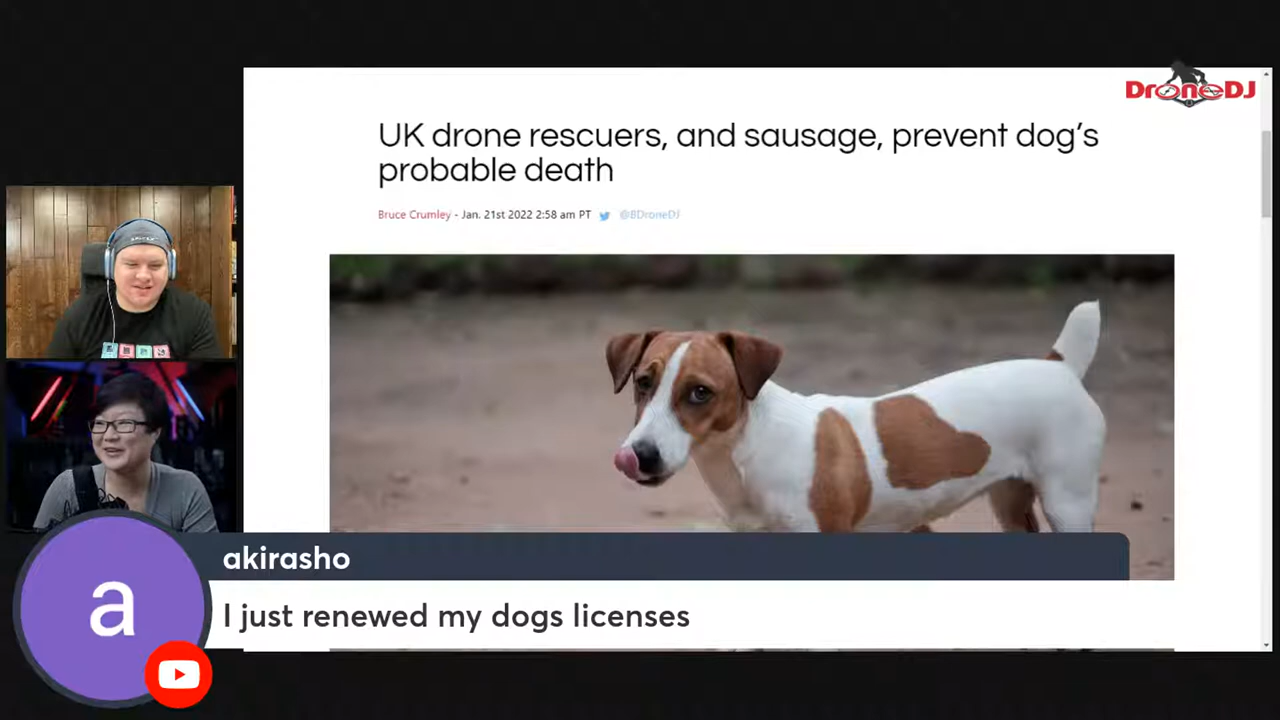 DroneDJ
UK drone rescuers, and sausage, prevent dog's
probable death
Bruce Crumley - Jan. 21st 2022 2:58 am PT @BDroneDJ
akirasho
a
I just renewed my dogs licenses